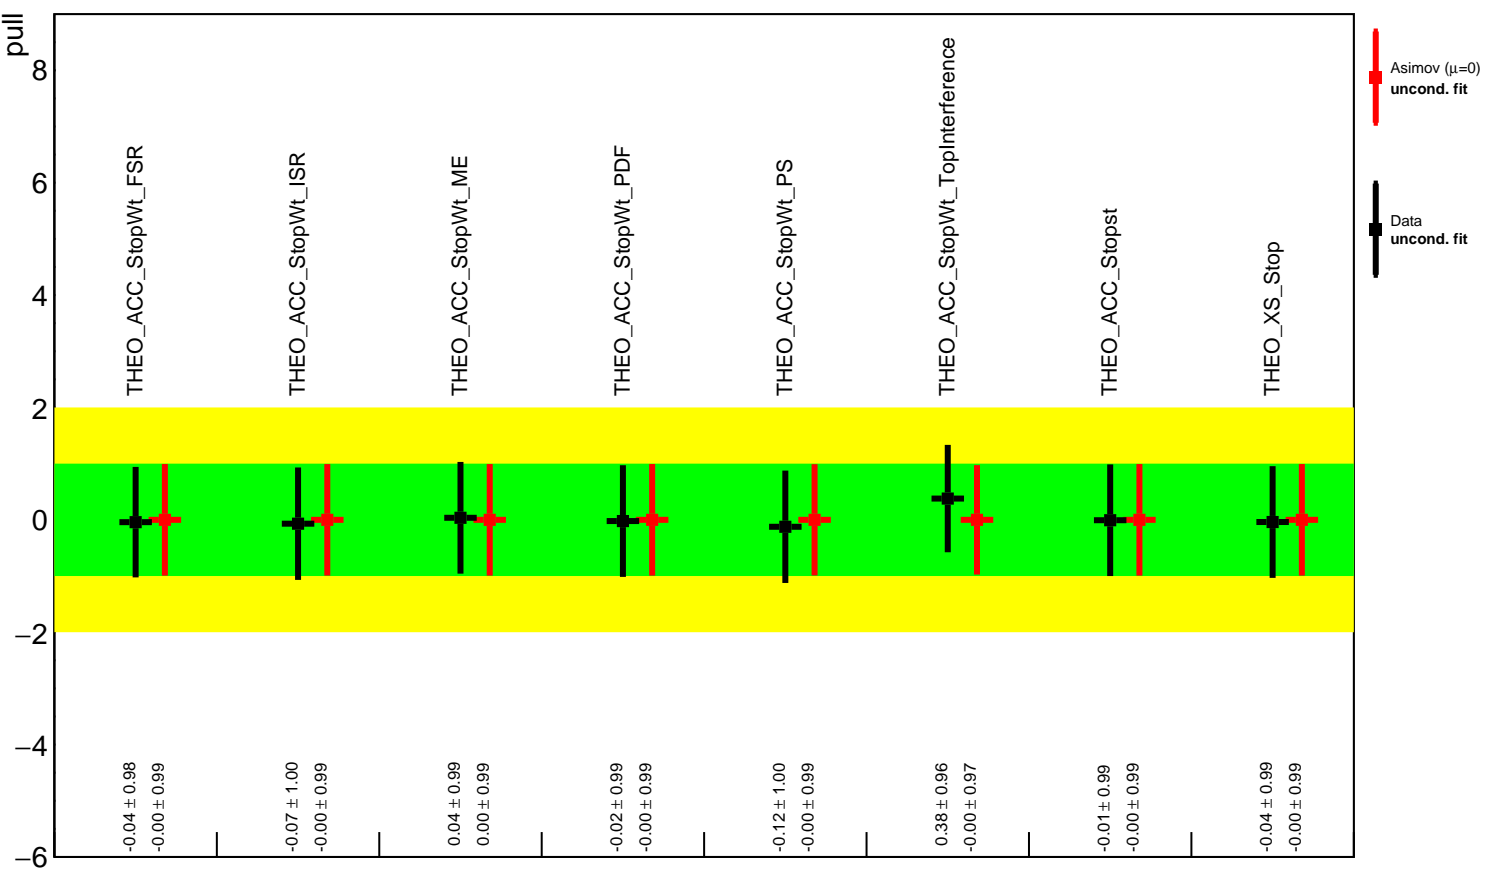 pull
8
6
4
2
0
−2
−4
−6
THEO_ACC_StopWt_FSR
THEO_ACC_StopWt_ISR
THEO_ACC_StopWt_ME
THEO_ACC_StopWt_PDF
THEO_ACC_StopWt_PS
THEO_ACC_StopWt_TopInterference
THEO_ACC_Stopst
THEO_XS_Stop
-0.04 ± 0.98
-0.00 ± 0.99
-0.07 ± 1.00
-0.00 ± 0.99
0.04 ± 0.99
0.00 ± 0.99
-0.02 ± 0.99
-0.00 ± 0.99
-0.12 ± 1.00
-0.00 ± 0.99
0.38 ± 0.96
-0.00 ± 0.97
-0.01 ± 0.99
-0.00 ± 0.99
-0.04 ± 0.99
-0.00 ± 0.99
Asimov (μ=0)
uncond. fit
Data
uncond. fit